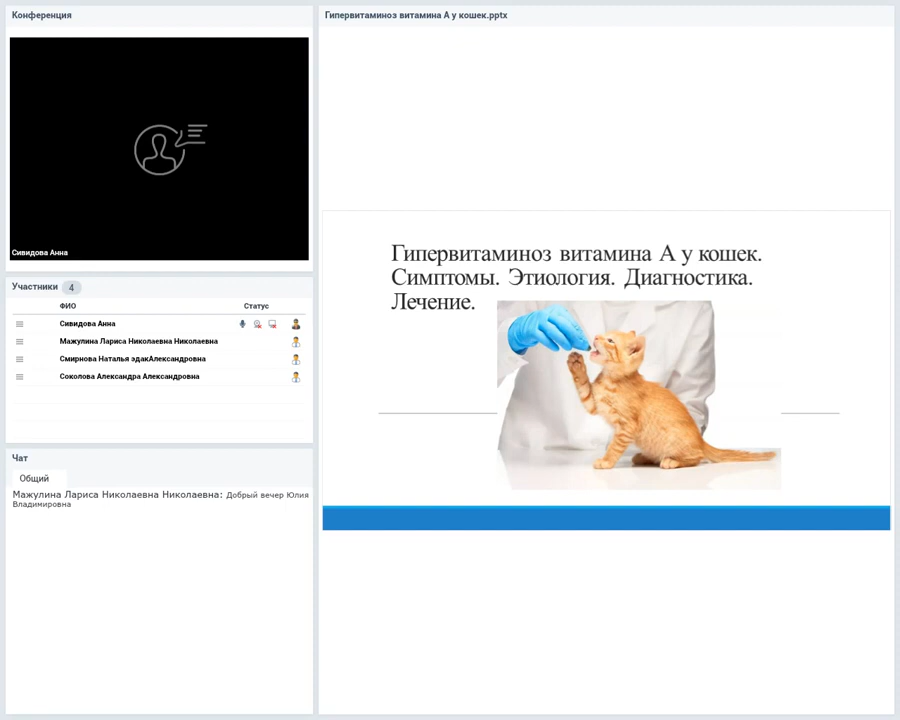 Конференция
Сивидова Анна
Участники 4
ФИО Статус
Сивидова Анна
Мажулина Лариса Николаевна Николаевна
Смирнова Наталья эдакАлександровна
Соколова Александра Александровна
Чат
Общий
Мажулина Лариса Николаевна Николаевна: Добрый вечер Юлия
Владимировна
Гипервитаминоз витамина А у кошек.pptx
Гипервитаминоз витамина А у кошек.
Симптомы. Этиология. Диагностика.
Лечение.